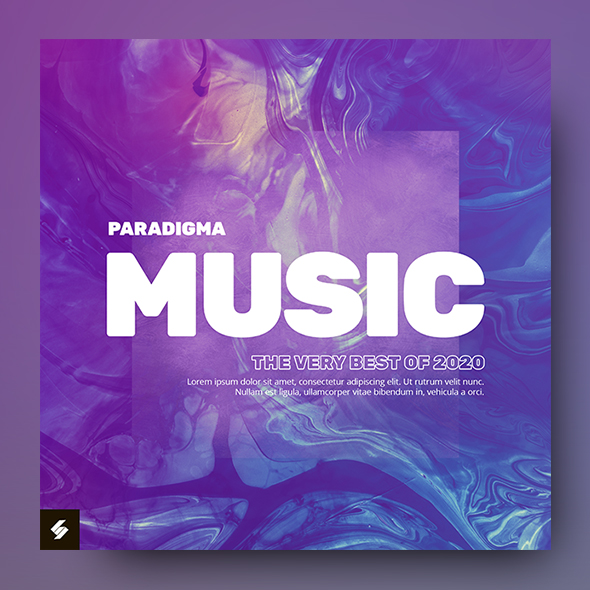 PARADIGMA
MUSIC
THE VERY BEST OF 2020
Lorem ipsum dolor sit amet, consectetur adipiscing elit. Ut rutrum velit nunc.
Nullam est ligula, ullamcorper vitae bibendum in, vehicula a orci.